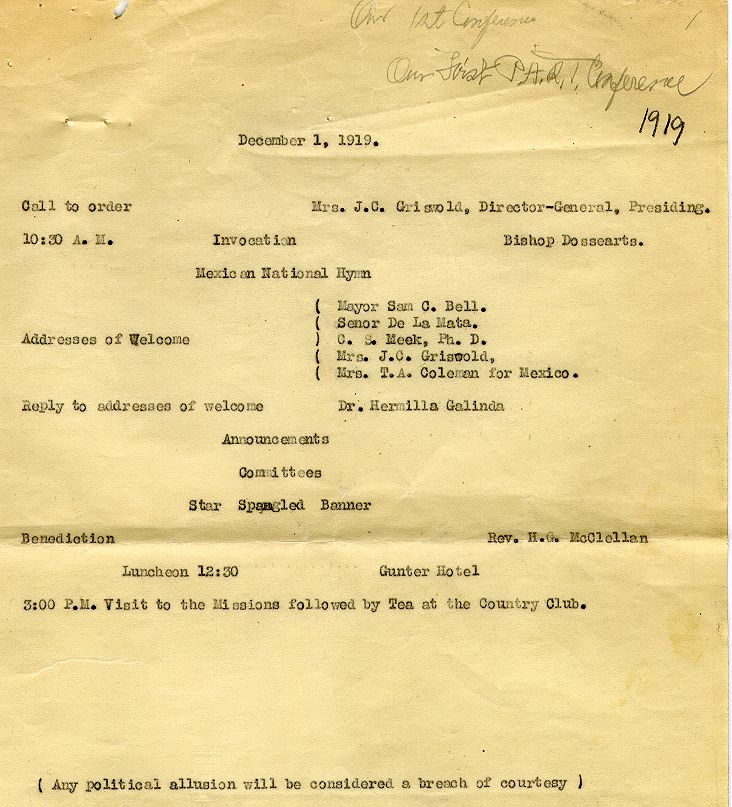 Our 1st Conference
Our First P.A.R.T. Conference
1919
December 1, 1919.
Call to order Mrs. J.C. Griswold, Director-General, Presiding.
10:30 A. M. Invocation Bishop Dossearts.
Mexican National Hymn
( Mayor Sam C. Bell.
( Senor De La Mata.
Addresses of Welcome ) C. S. Meek, Ph. D.
( Mrs. J.C. Griswold,
( Mrs. T.A. Coleman for Mexico.
Reply to addresses of welcome Dr. Hermilla Galinda
Announcements
Committees
Star Spangled Banner
Benediction Rev. H.G. McClellan
Luncheon 12:30 Gunter Hotel
3:00 P.M. Visit to the Missions followed by Tea at the Country Club.
( Any political allusion will be considered a breach of courtesy )